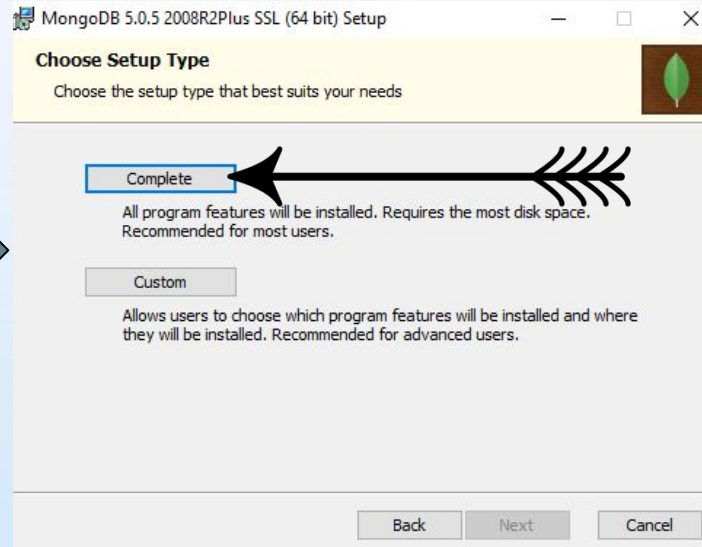 MongoDB 5.0.5 2008R2Plus SSL (64 bit) Setup
Choose Setup Type
Choose the setup type that best suits your needs
Complete
All program features will be installed. Requires the most disk space.
Recommended for most users.
Custom
Allows users to choose which program features will be installed and where
they will be installed. Recommended for advanced users.
Back Next Cancel